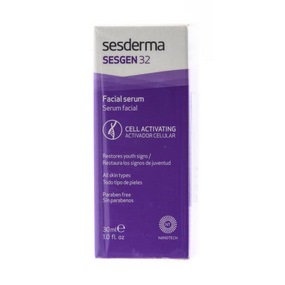 sesderma
SESGEN 32
Facial serum
Serum facial
CELL ACTIVATING
ACTIVADOR CELULAR
Restores youth signs /
Restaura los signos de juventud
All skin types
Todo tipo de pieles
Paraben free
Sin parabenos
30ml e
1.0 fl. oz
NANOTECH